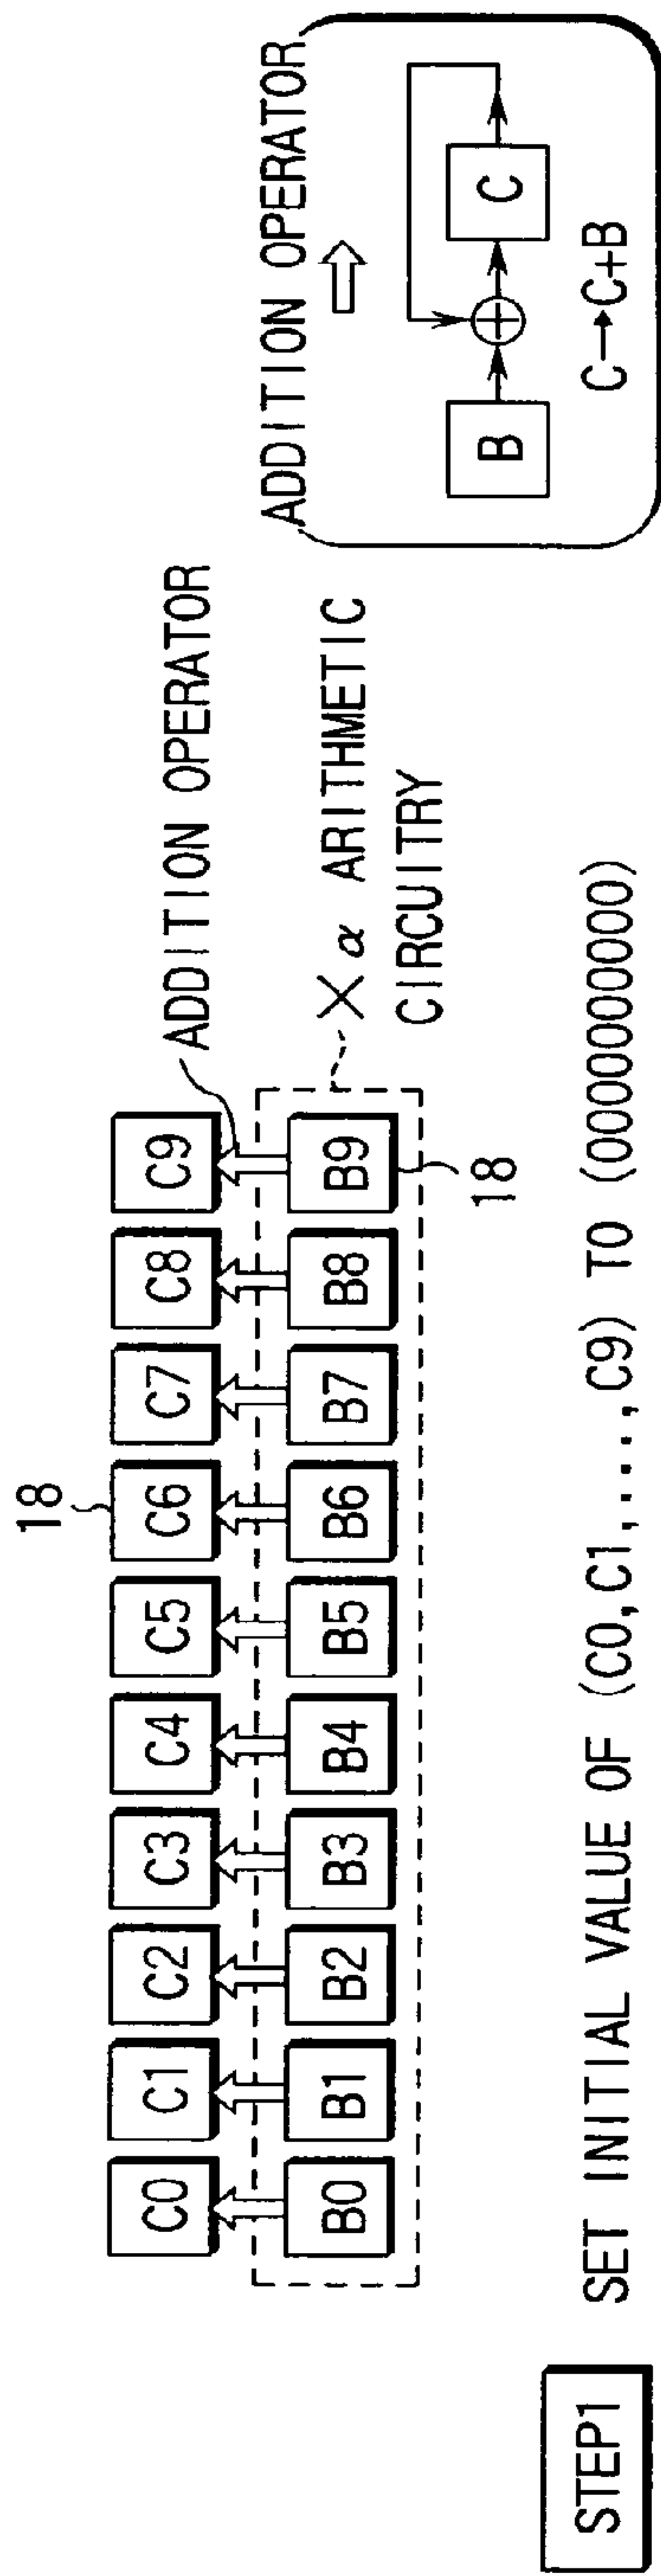 18
C0 C1 C2 C3 C4 C5 C6 C7 C8 C9
ADDITION OPERATOR
B0 B1 B2 B3 B4 B5 B6 B7 B8 B9
× α ARITHMETIC
CIRCUITRY
18
ADDITION OPERATOR
B
C
C→C+B
STEP1
SET INITIAL VALUE OF (C0,C1,...,C9) TO (0000000000)